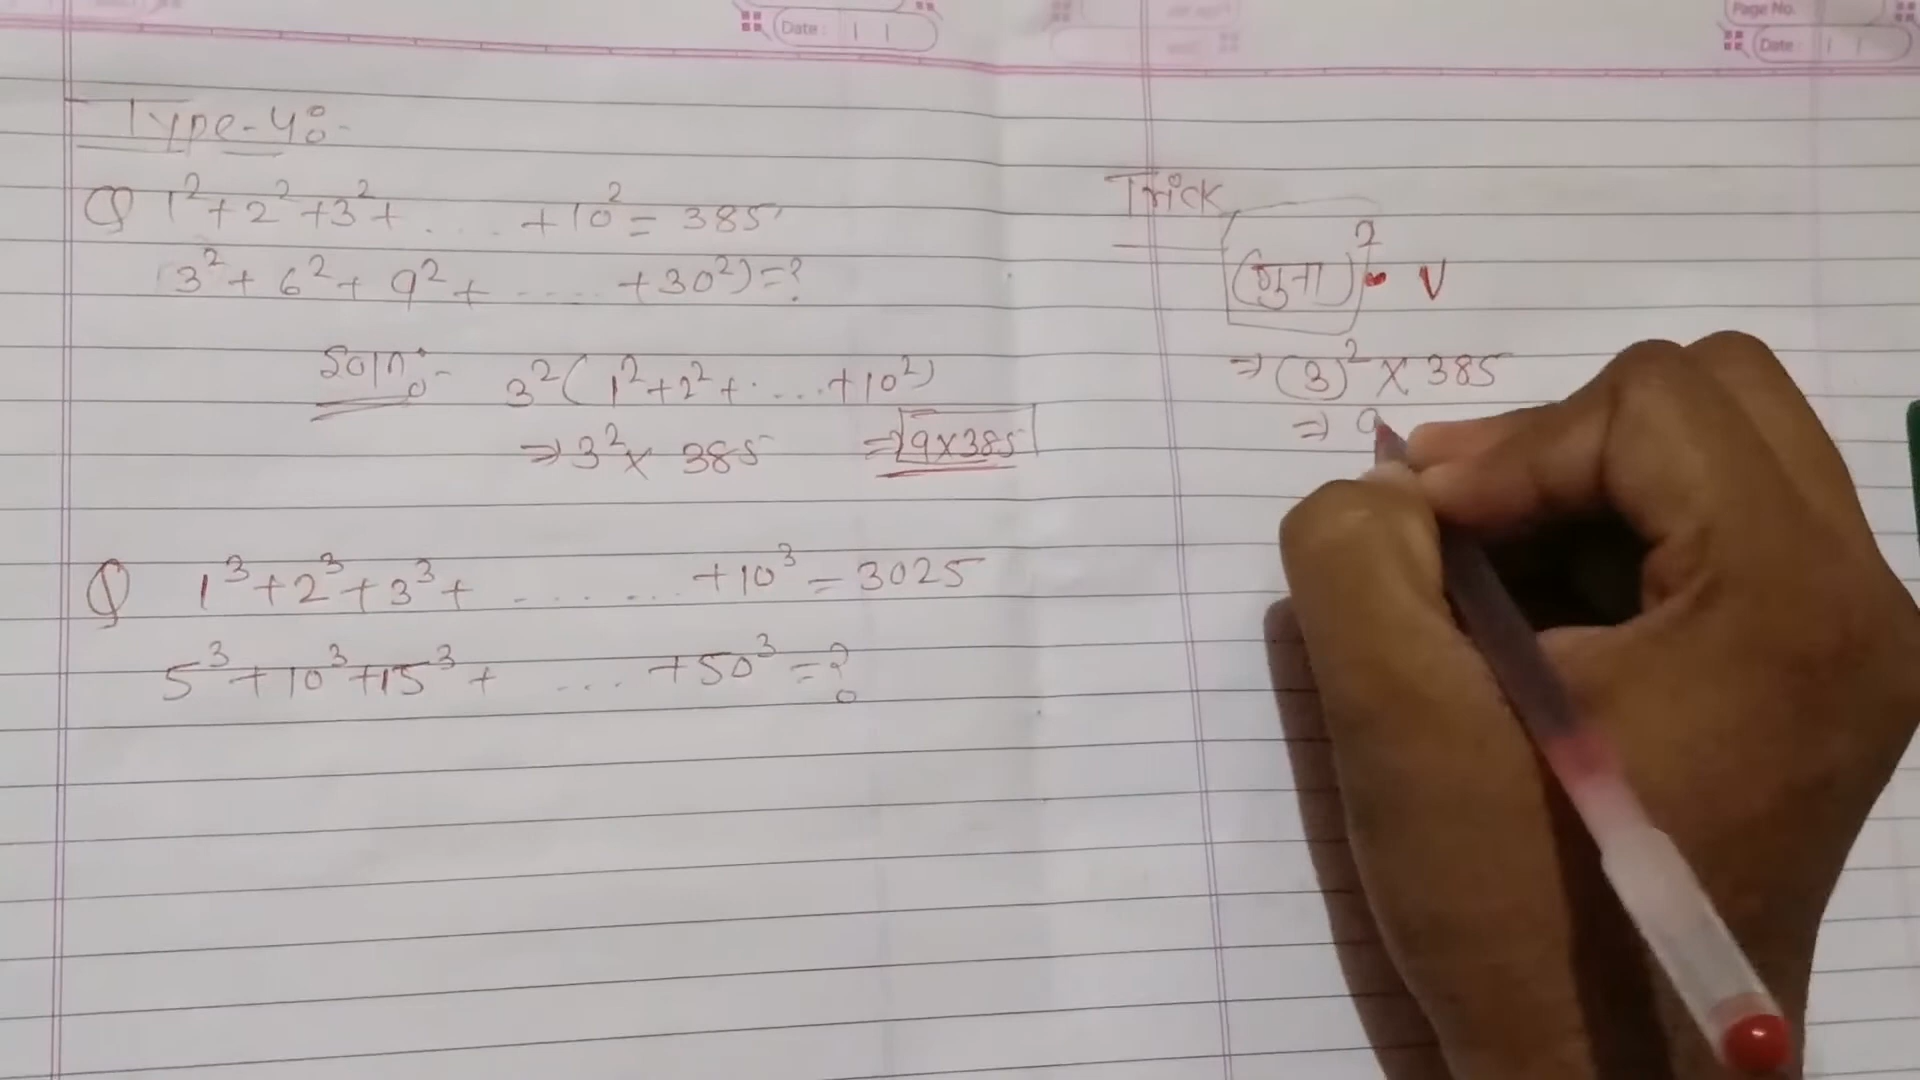 Date :
Page No.
Date :
Type-4:-
Q 1²+2²+3²+ ..... +10² = 385
(3²+6²+9²+ ..... +30²)=?
Soln:- 3²(1²+2²+.....+10²)
⇒ 3²× 385 ⇒ 9×385
Q 1³+2³+3³+ ....... +10³ = 3025
5³+10³+15³+ ..... +50³=?
Trick
(गुना)² · V
⇒ (3)² × 385
⇒ 9